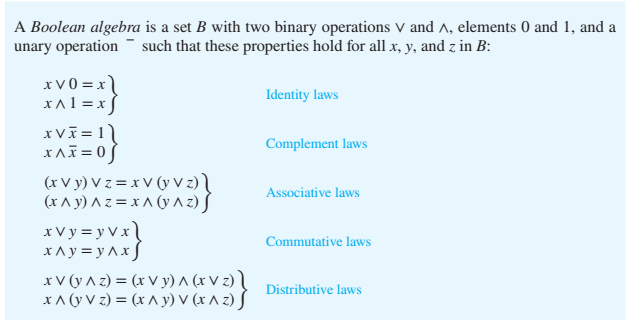 A Boolean algebra is a set B with two binary operations ∨ and ∧, elements 0 and 1, and a
unary operation ‾ such that these properties hold for all x, y, and z in B:
x ∨ 0 = x
x ∧ 1 = x
Identity laws
x ∨ x̄ = 1
x ∧ x̄ = 0
Complement laws
(x ∨ y) ∨ z = x ∨ (y ∨ z)
(x ∧ y) ∧ z = x ∧ (y ∧ z)
Associative laws
x ∨ y = y ∨ x
x ∧ y = y ∧ x
Commutative laws
x ∨ (y ∧ z) = (x ∨ y) ∧ (x ∨ z)
x ∧ (y ∨ z) = (x ∧ y) ∨ (x ∧ z)
Distributive laws